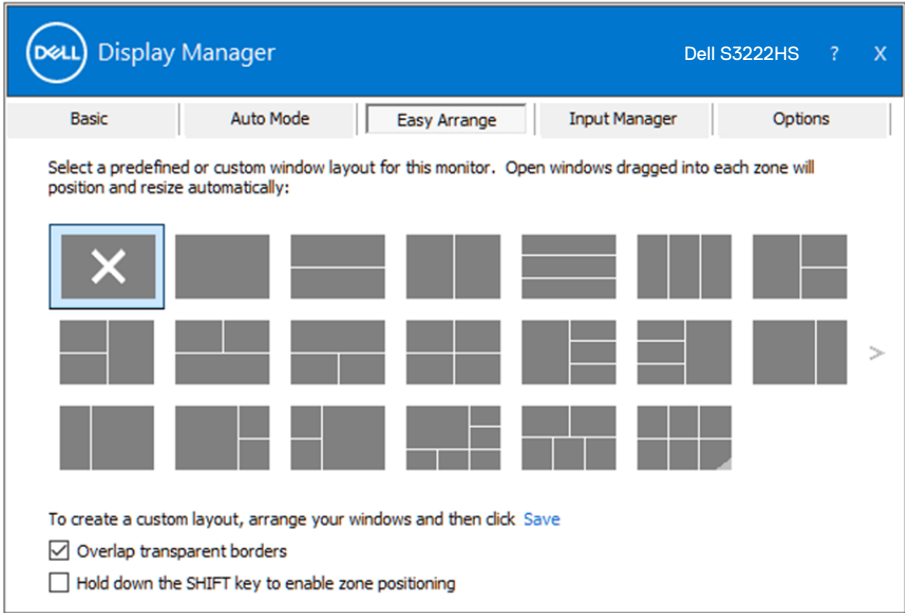 DELL Display Manager Dell S3222HS ? X
Basic Auto Mode Easy Arrange Input Manager Options
Select a predefined or custom window layout for this monitor. Open windows dragged into each zone will
position and resize automatically:
>
To create a custom layout, arrange your windows and then click Save
Overlap transparent borders
Hold down the SHIFT key to enable zone positioning